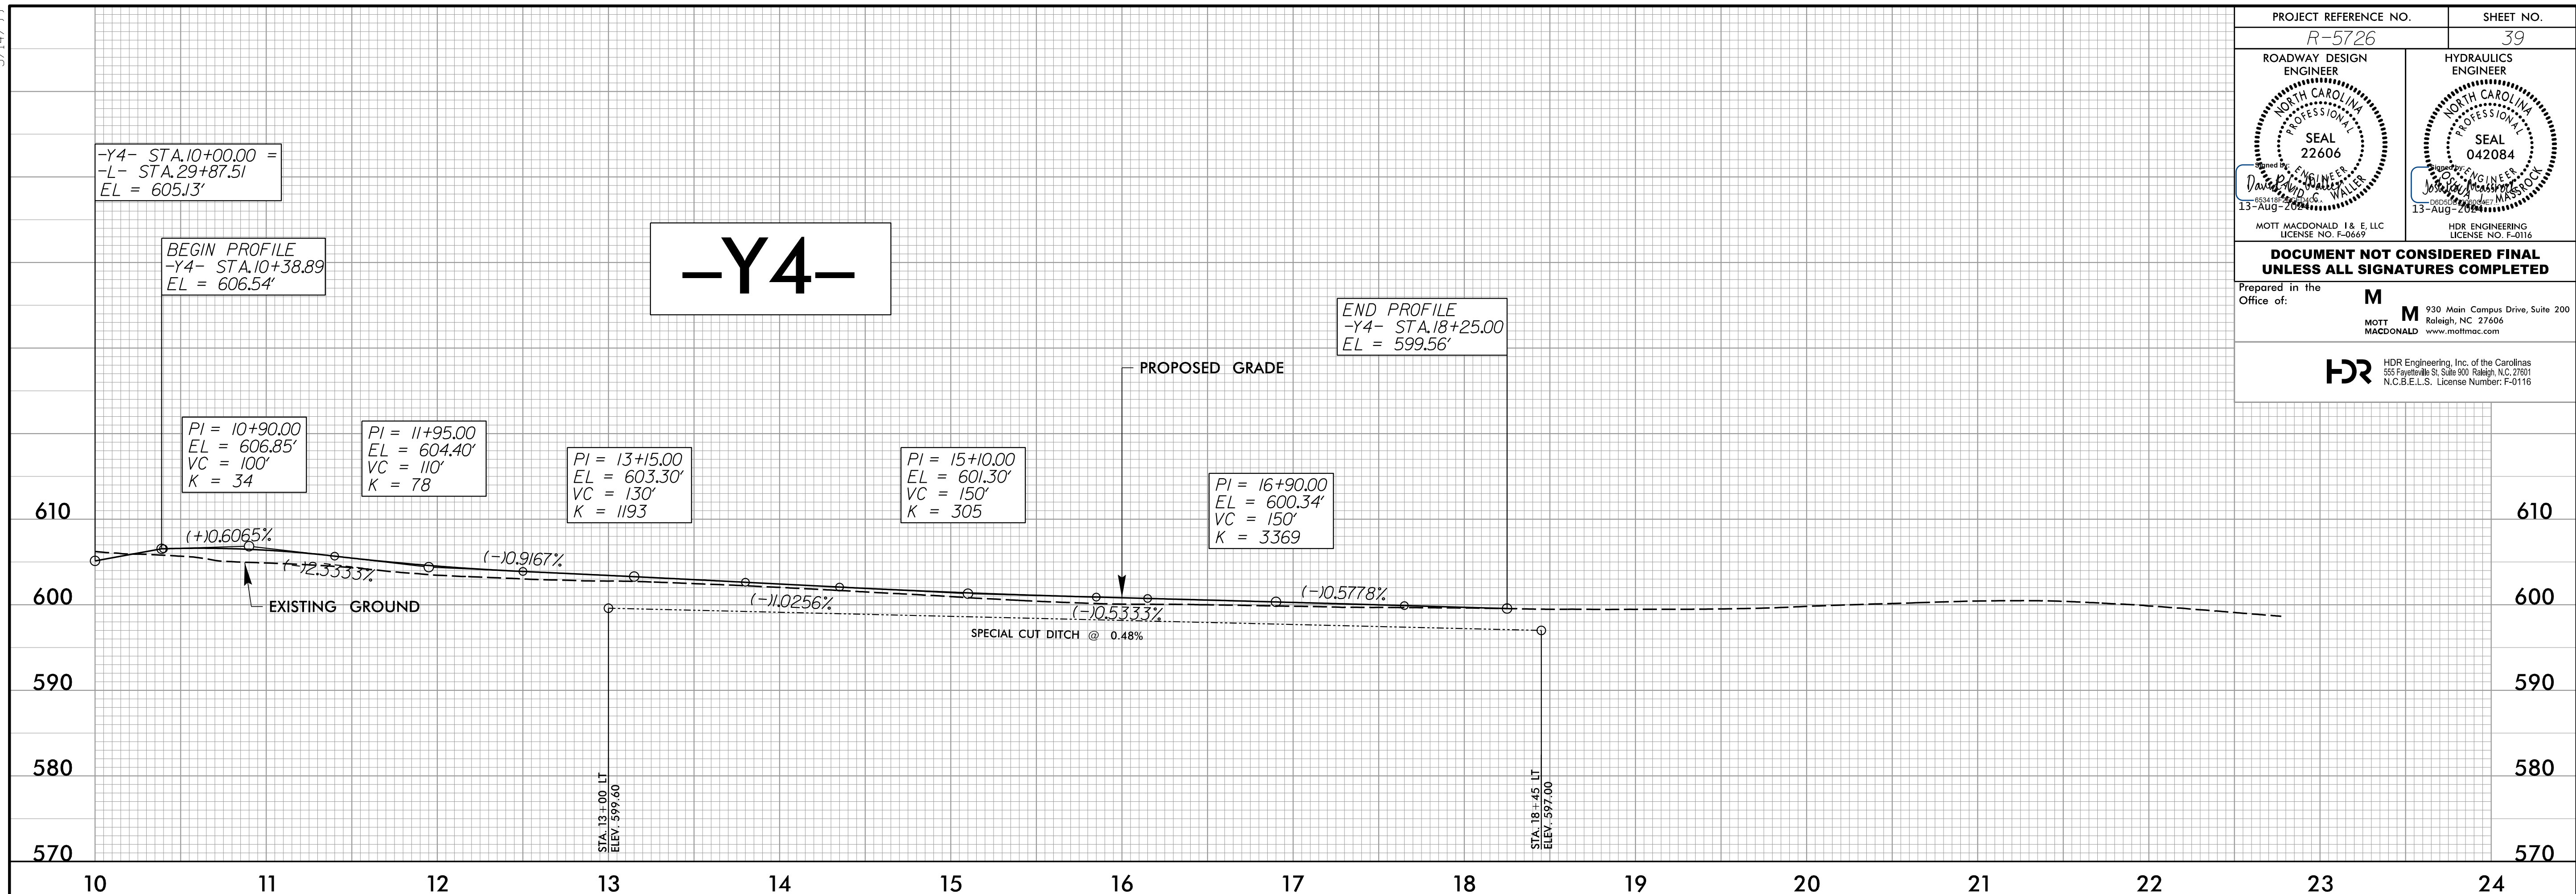 PROJECT REFERENCE NO.
SHEET NO.
R-5726
39
ROADWAY DESIGN
ENGINEER
HYDRAULICS
ENGINEER
NORTH CAROLINA
PROFESSIONAL
SEAL
22606
ENGINEER
DAVID C. WALLER
Signed by:
13-Aug-2024
NORTH CAROLINA
PROFESSIONAL
SEAL
042084
ENGINEER
JOSHUA J. MASSROCK
Signed by:
13-Aug-2024
MOTT MACDONALD I & E, LLC
LICENSE NO. F-0669
HDR ENGINEERING
LICENSE NO. F-0116
DOCUMENT NOT CONSIDERED FINAL
UNLESS ALL SIGNATURES COMPLETED
Prepared in the
Office of:
M
M
MOTT
MACDONALD
930 Main Campus Drive, Suite 200
Raleigh, NC 27606
www.mottmac.com
HDR
HDR Engineering, Inc. of the Carolinas
555 Fayetteville St, Suite 900 Raleigh, N.C. 27601
N.C.B.E.L.S. License Number: F-0116
-Y4- STA.10+00.00 =
-L- STA.29+87.51
EL = 605.13'
BEGIN PROFILE
-Y4- STA.10+38.89
EL = 606.54'
–Y4–
END PROFILE
-Y4- STA.18+25.00
EL = 599.56'
PROPOSED GRADE
PI = 10+90.00
EL = 606.85'
VC = 100'
K = 34
PI = 11+95.00
EL = 604.40'
VC = 110'
K = 78
PI = 13+15.00
EL = 603.30'
VC = 130'
K = 1193
PI = 15+10.00
EL = 601.30'
VC = 150'
K = 305
PI = 16+90.00
EL = 600.34'
VC = 150'
K = 3369
610
610
(+)0.6065%
(-)2.3333%
(-)0.9167%
(-)1.0256%
(-)0.5333%
(-)0.5778%
EXISTING GROUND
600
600
SPECIAL CUT DITCH @ 0.48%
590
590
580
580
STA. 13+00 LT
ELEV. 599.60
STA. 18+45 LT
ELEV. 597.00
570
570
10 11 12 13 14 15 16 17 18 19 20 21 22 23 24